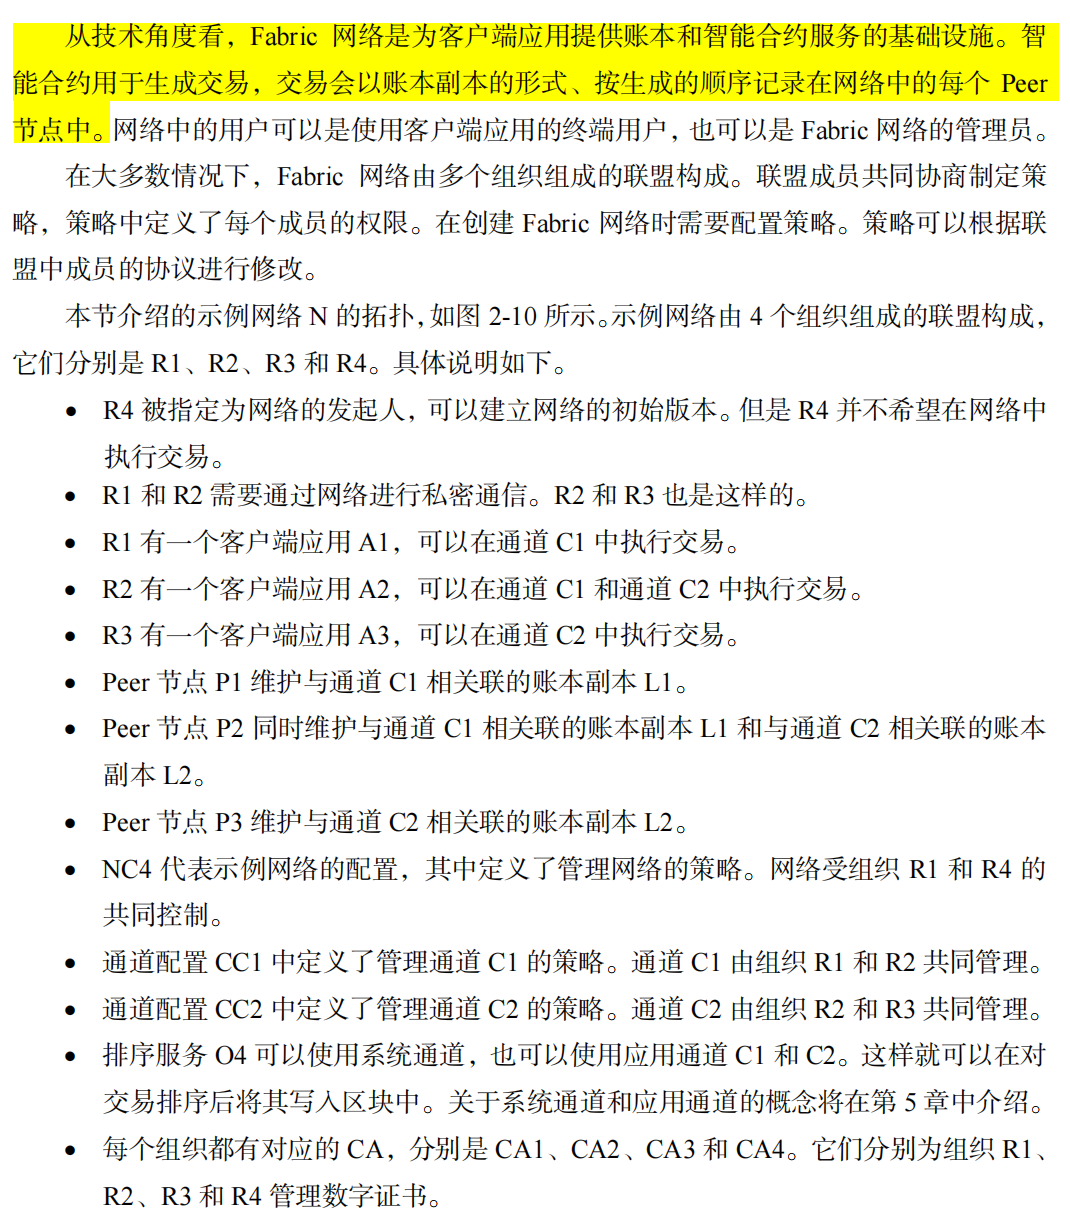 从技术角度看，Fabric 网络是为客户端应用提供账本和智能合约服务的基础设施。智
能合约用于生成交易，交易会以账本副本的形式、按生成的顺序记录在网络中的每个 Peer
节点中。网络中的用户可以是使用客户端应用的终端用户，也可以是 Fabric 网络的管理员。
在大多数情况下，Fabric 网络由多个组织组成的联盟构成。联盟成员共同协商制定策
略，策略中定义了每个成员的权限。在创建 Fabric 网络时需要配置策略。策略可以根据联
盟中成员的协议进行修改。
本节介绍的示例网络 N 的拓扑，如图 2-10 所示。示例网络由 4 个组织组成的联盟构成，
它们分别是 R1、R2、R3 和 R4。具体说明如下。
● R4 被指定为网络的发起人，可以建立网络的初始版本。但是 R4 并不希望在网络中
执行交易。
● R1 和 R2 需要通过网络进行私密通信。R2 和 R3 也是这样的。
● R1 有一个客户端应用 A1，可以在通道 C1 中执行交易。
● R2 有一个客户端应用 A2，可以在通道 C1 和通道 C2 中执行交易。
● R3 有一个客户端应用 A3，可以在通道 C2 中执行交易。
● Peer 节点 P1 维护与通道 C1 相关联的账本副本 L1。
● Peer 节点 P2 同时维护与通道 C1 相关联的账本副本 L1 和与通道 C2 相关联的账本
副本 L2。
● Peer 节点 P3 维护与通道 C2 相关联的账本副本 L2。
● NC4 代表示例网络的配置，其中定义了管理网络的策略。网络受组织 R1 和 R4 的
共同控制。
● 通道配置 CC1 中定义了管理通道 C1 的策略。通道 C1 由组织 R1 和 R2 共同管理。
● 通道配置 CC2 中定义了管理通道 C2 的策略。通道 C2 由组织 R2 和 R3 共同管理。
● 排序服务 O4 可以使用系统通道，也可以使用应用通道 C1 和 C2。这样就可以在对
交易排序后将其写入区块中。关于系统通道和应用通道的概念将在第 5 章中介绍。
● 每个组织都有对应的 CA，分别是 CA1、CA2、CA3 和 CA4。它们分别为组织 R1、
R2、R3 和 R4 管理数字证书。